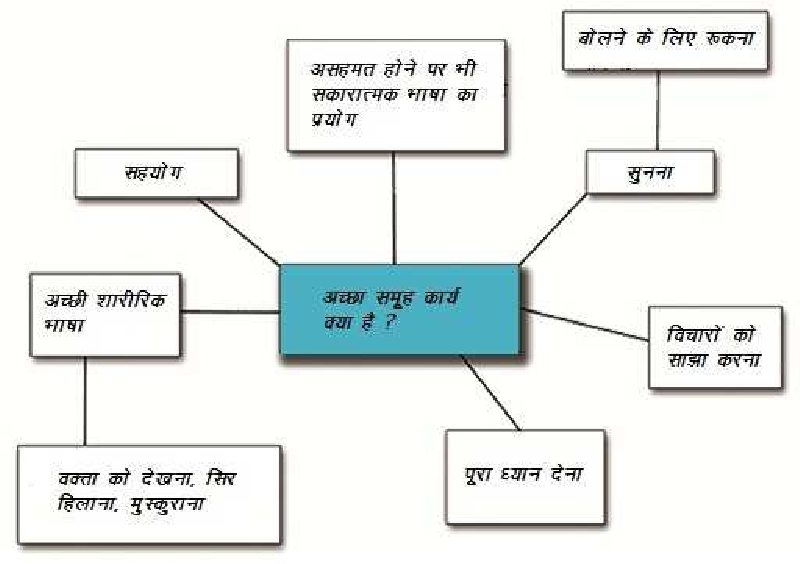 बोलने के लिए रूकना
असहमत होने पर भी
सकारात्मक भाषा का
प्रयोग
सहयोग
सुनना
अच्छी शारीरिक
भाषा
अच्छा समूह कार्य
क्या है ?
विचारों को
सांझा करना
वक्ता को देखना, सिर
हिलाना, मुस्कुराना
पूरा ध्यान देना